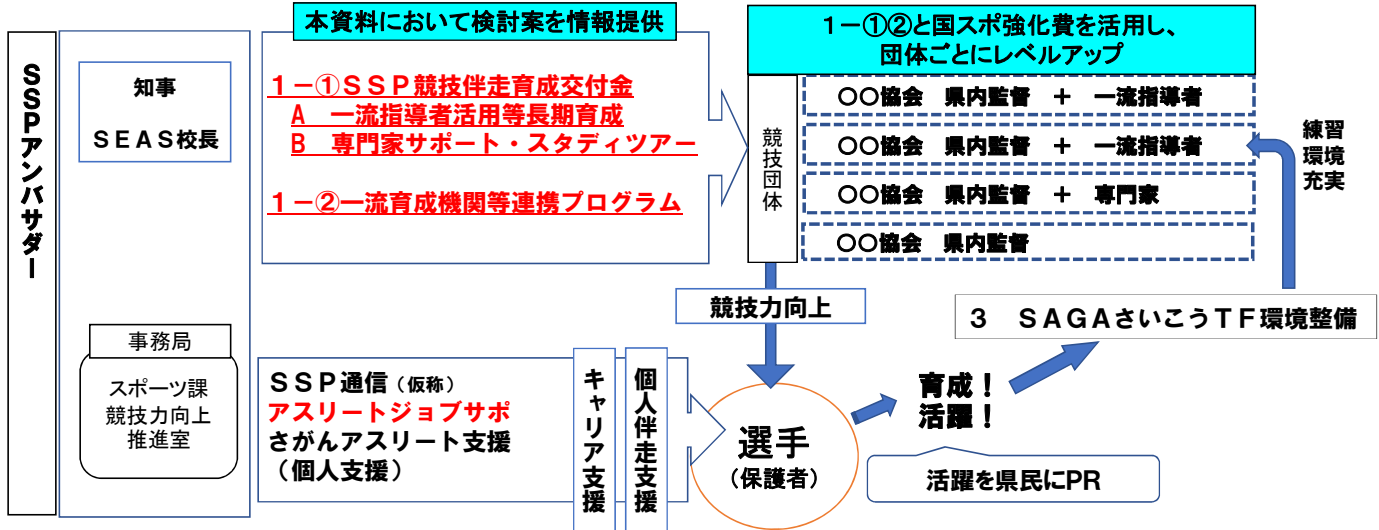 SSPアンバサダー
知事
SEAS校長
事務局
スポーツ課
競技力向上
推進室
本資料において検討案を情報提供
1-①SSP競技伴走育成交付金
A 一流指導者活用等長期育成
B 専門家サポート・スタディツアー
1-②一流育成機関等連携プログラム
競技団体
1-①②と国スポ強化費を活用し、
団体ごとにレベルアップ
〇〇協会 県内監督 + 一流指導者
〇〇協会 県内監督 + 一流指導者
〇〇協会 県内監督 + 専門家
〇〇協会 県内監督
練習
環境
充実
競技力向上
3 SAGAさいこうTF環境整備
SSP通信(仮称)
アスリートジョブサポ
さがんアスリート支援
(個人支援)
キャリア支援
個人伴走支援
選手
(保護者)
育成!
活躍!
活躍を県民にPR